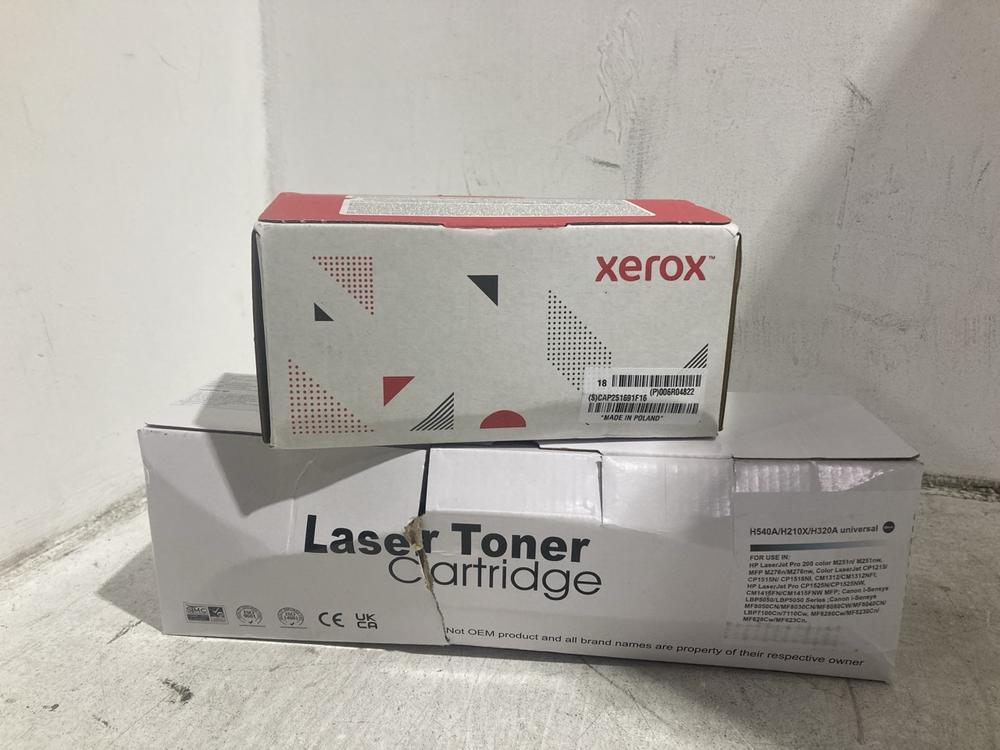 xerox™
18
(P)006R04822
(S)CAP251691F16
"MADE IN POLAND"
Laser Toner
Cartridge
H540A/H210X/H320A universal
FOR USE IN:
HP LaserJet Pro 200 color M251n/ M251nw,
MFP M276n/M276nw, Color LaserJet CP1215/
CP1515N/ CP1518NI, CM1312/CM1312NFI,
HP LaserJet Pro CP1525N/CP1525NW,
CM1415FN/CM1415FNW MFP; Canon i-Sensys
LBP5050/LBP5050 Series ;Canon i-Sensys
MF8050CN/MF8030CN/MF8080CW/MF8040CN/
LBP7100Cn/7110Cw, MF8280Cw/MF8230Cn/
MF628Cw/MF623Cn.
CE UK
CA
Not OEM product and all brand names are property of their respective owner